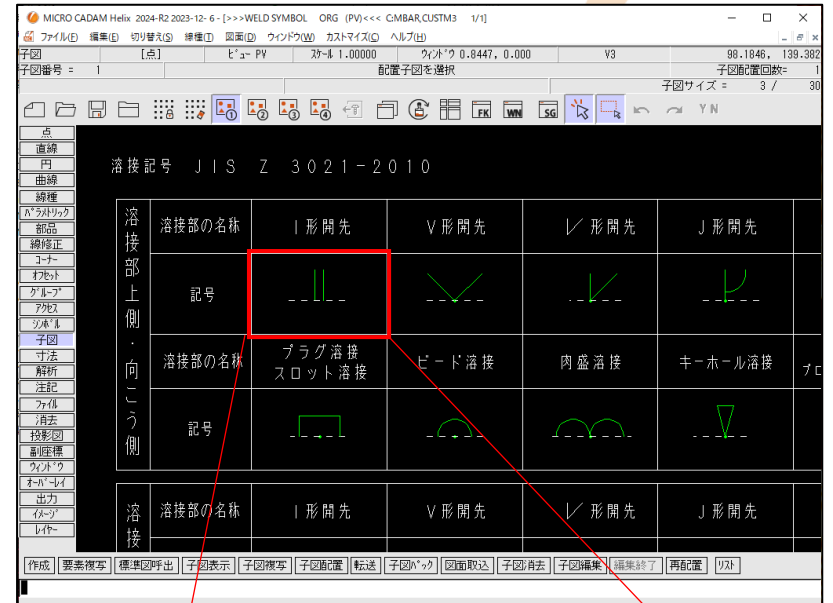 MICRO CADAM Helix 2024-R2 2023-12- 6 - [>>>WELD SYMBOL ORG (PV)<<< C:MBAR,CUSTM3 1/1]
ファイル(F) 編集(E) 切り替え(S) 線種(T) 図面(D) ウィンドウ(W) カストマイズ(C) ヘルプ(H)
子図 [点] ビュー PV スケール 1.00000 ウィンドウ 0.8447, 0.000 V3 98.1846, 139.382
子図番号 = 1 配置子図を選択 子図配置回数= 1
子図サイズ = 3 / 30
FK WN SG Y N
点
直線
円
曲線
線種
パラメトリック
部品
線修正
コーナー
オフセット
グループ
アクセス
シンボル
子図
寸法
解析
注記
ファイル
消去
投影図
副座標
ウィンドウ
オーバーレイ
出力
イメージ
レイヤー
溶接記号 JIS Z 3021-2010
溶接部上側・向こう側
溶接部の名称 I形開先 V形開先 レ形開先 J形開先
記号
溶接部の名称 プラグ溶接 スロット溶接 ビード溶接 肉盛溶接 キーホール溶接
記号
溶接
溶接部の名称 I形開先 V形開先 レ形開先 J形開先
作成 要素複写 標準図呼出 子図表示 子図複写 子図配置 転送 子図パック 図面取込 子図消去 子図編集 編集終了 再配置 リスト